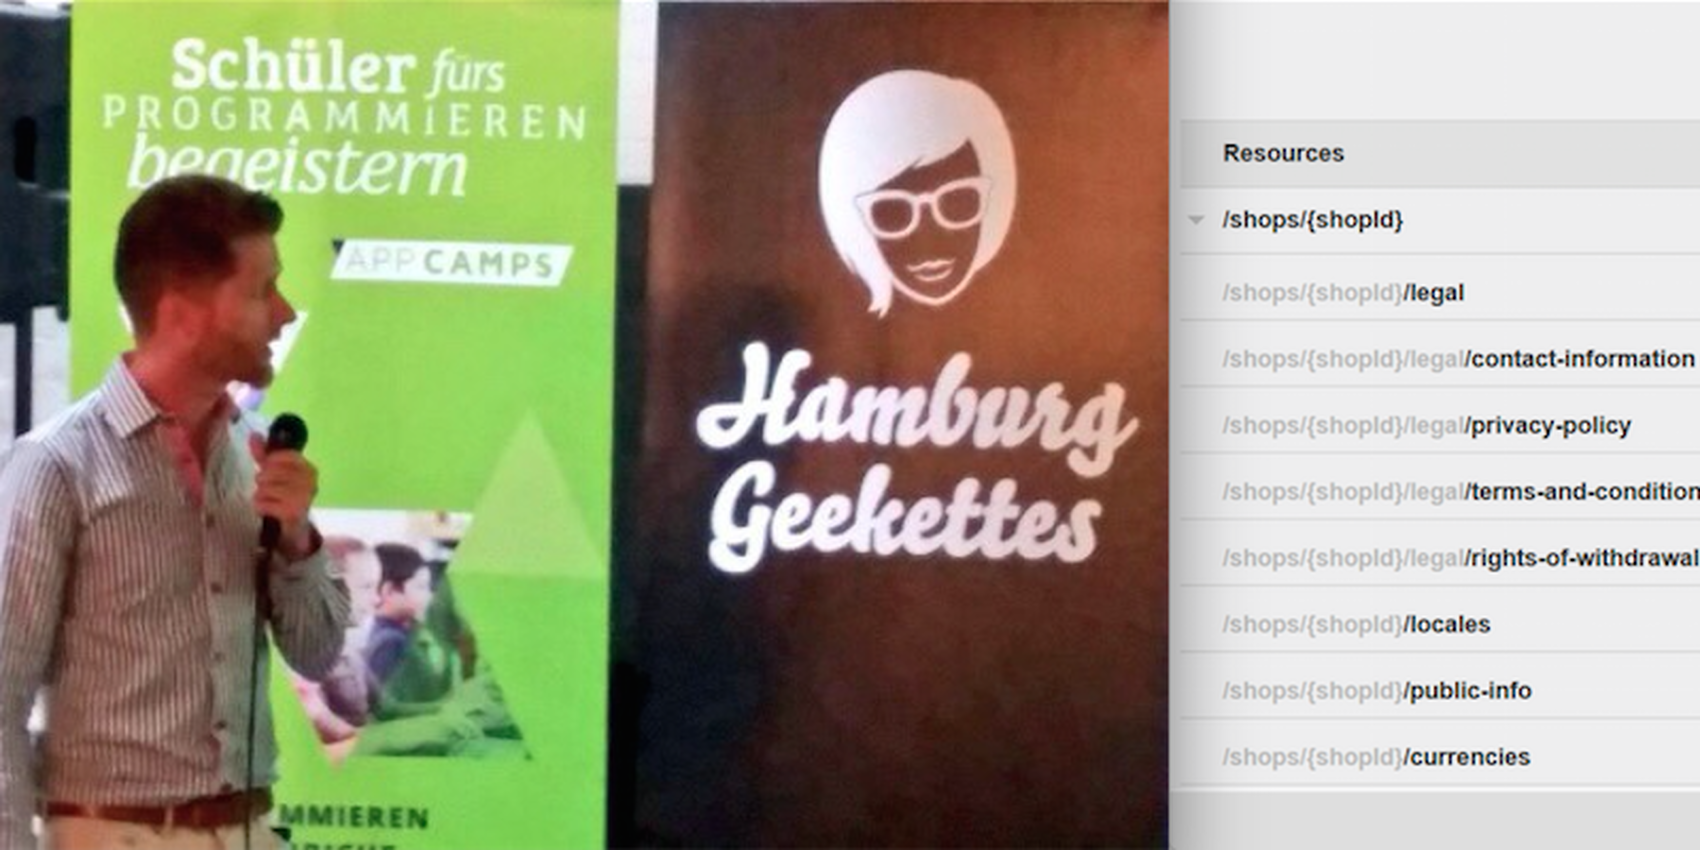 Schüler fürs
PROGRAMMIEREN
begeistern
APP CAMPS
MMIEREN
Hamburg
Geekettes
Resources
/shops/{shopId}
/shops/{shopId}/legal
/shops/{shopId}/legal/contact-information
/shops/{shopId}/legal/privacy-policy
/shops/{shopId}/legal/terms-and-condition
/shops/{shopId}/legal/rights-of-withdrawal
/shops/{shopId}/locales
/shops/{shopId}/public-info
/shops/{shopId}/currencies